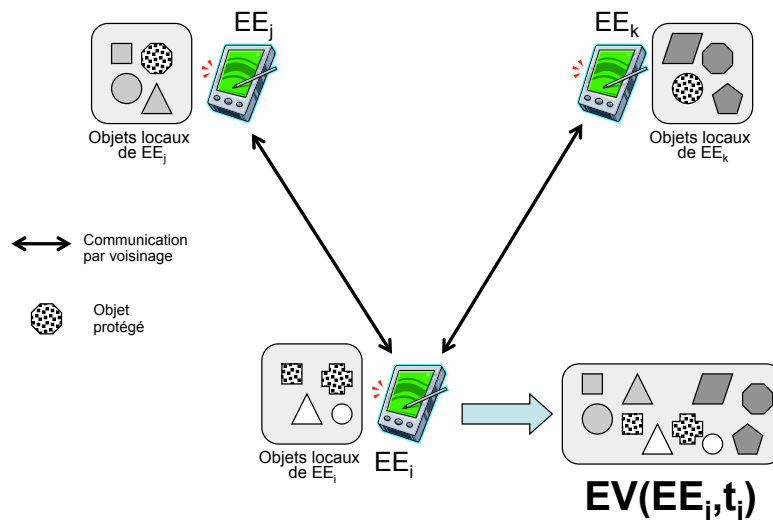 EEj
EEk
Objets locaux
de EEj
Objets locaux
de EEk
Communication
par voisinage
Objet
protégé
Objets locaux
de EEi
EEi
EV(EEi,ti)